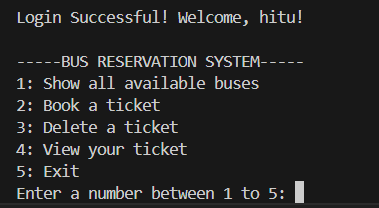 Login Successful! Welcome, hitu!
-----BUS RESERVATION SYSTEM-----
1: Show all available buses
2: Book a ticket
3: Delete a ticket
4: View your ticket
5: Exit
Enter a number between 1 to 5: